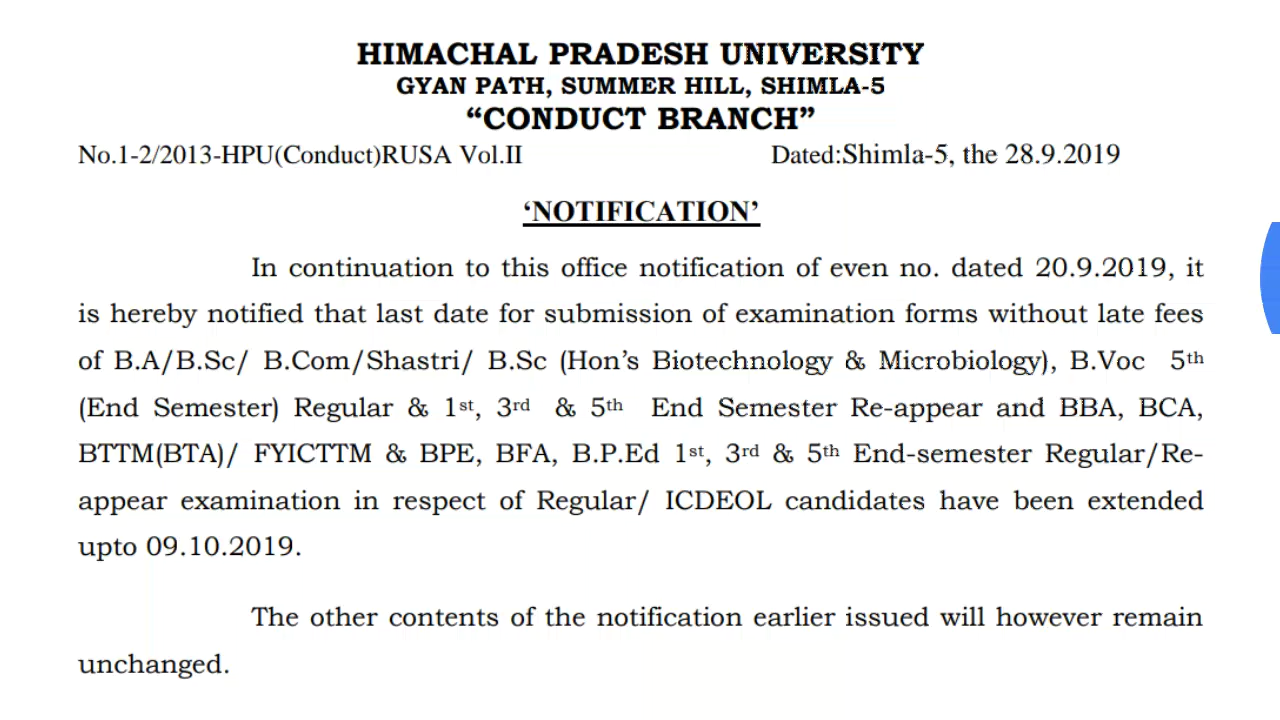 HIMACHAL PRADESH UNIVERSITY
GYAN PATH, SUMMER HILL, SHIMLA-5
“CONDUCT BRANCH”
No.1-2/2013-HPU(Conduct)RUSA Vol.II Dated:Shimla-5, the 28.9.2019
‘NOTIFICATION’
In continuation to this office notification of even no. dated 20.9.2019, it
is hereby notified that last date for submission of examination forms without late fees
of B.A/B.Sc/ B.Com/Shastri/ B.Sc (Hon’s Biotechnology & Microbiology), B.Voc 5th
(End Semester) Regular & 1st, 3rd & 5th End Semester Re-appear and BBA, BCA,
BTTM(BTA)/ FYICTTM & BPE, BFA, B.P.Ed 1st, 3rd & 5th End-semester Regular/Re-
appear examination in respect of Regular/ ICDEOL candidates have been extended
upto 09.10.2019.
The other contents of the notification earlier issued will however remain
unchanged.